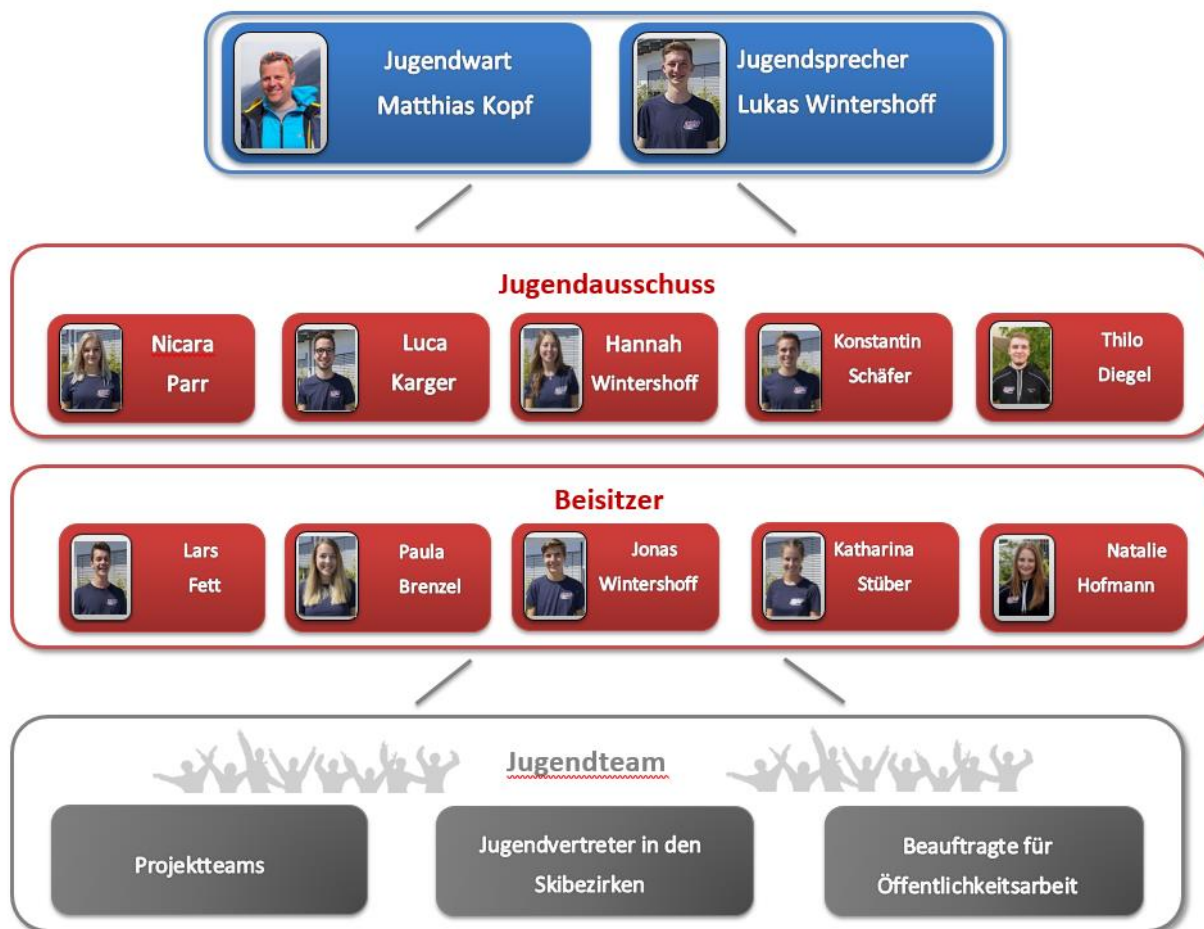 Jugendwart
Matthias Kopf
Jugendsprecher
Lukas Wintershoff
Jugendausschuss
Nicara
Parr
Luca
Karger
Hannah
Wintershoff
Konstantin
Schäfer
Thilo
Diegel
Beisitzer
Lars
Fett
Paula
Brenzel
Jonas
Wintershoff
Katharina
Stüber
Natalie
Hofmann
Jugendteam
Projektteams
Jugendvertreter in den
Skibezirken
Beauftragte für
Öffentlichkeitsarbeit